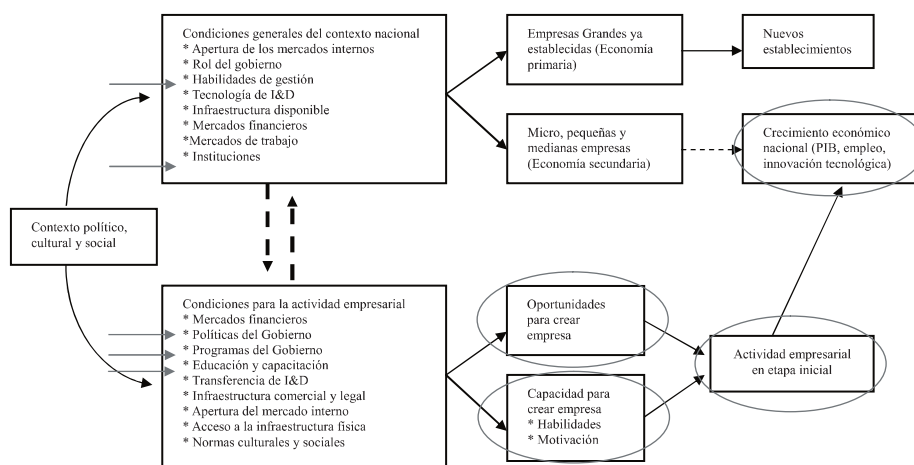 Condiciones generales del contexto nacional
* Apertura de los mercados internos
* Rol del gobierno
* Habilidades de gestión
* Tecnología de I&D
* Infraestructura disponible
* Mercados financieros
*Mercados de trabajo
* Instituciones
Empresas Grandes ya
establecidas (Economía
primaria)
Nuevos
establecimientos
Micro, pequeñas y
medianas empresas
(Economía secundaria)
Crecimiento económico
nacional (PIB, empleo,
innovación tecnológica)
Contexto político,
cultural y social
Condiciones para la actividad empresarial
* Mercados financieros
* Políticas del Gobierno
* Programas del Gobierno
* Educación y capacitación
* Transferencia de I&D
* Infraestructura comercial y legal
* Apertura del mercado interno
* Acceso a la infraestructura física
* Normas culturales y sociales
Oportunidades
para crear
empresa
Capacidad para
crear empresa
* Habilidades
* Motivación
Actividad empresarial
en etapa inicial